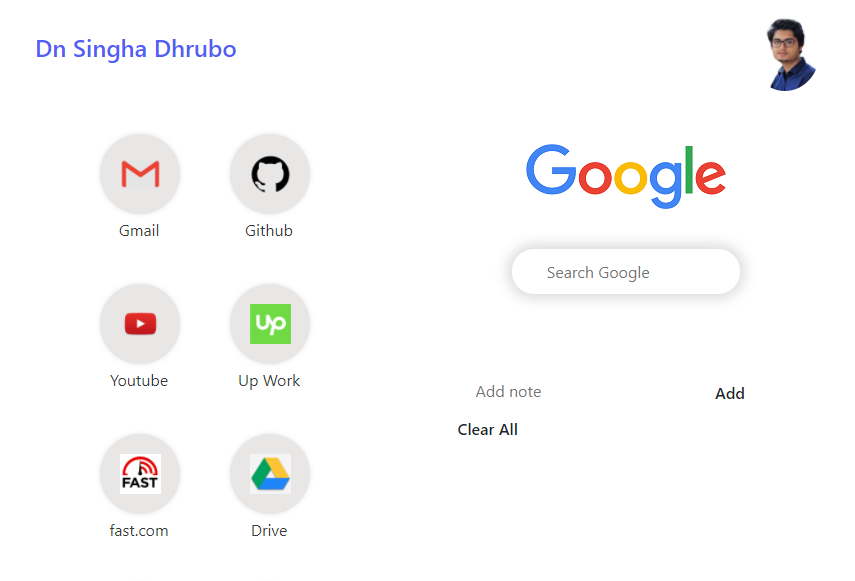 Dn Singha Dhrubo
Gmail
Github
Youtube
Up
Up Work
FAST
fast.com
Drive
Google
Search Google
Add note
Add
Clear All